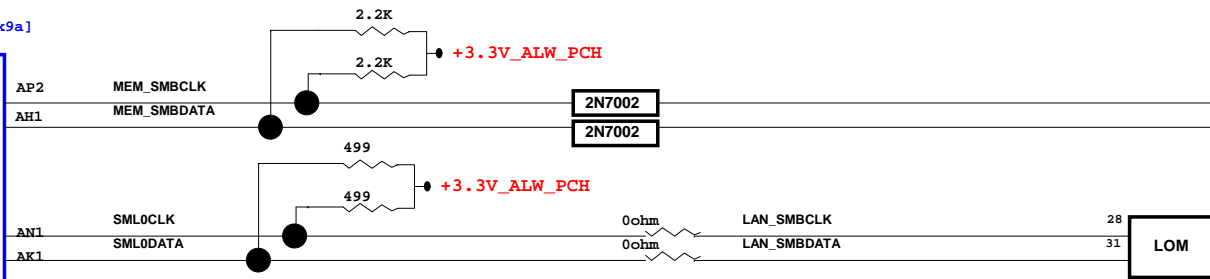 2.2K
k9a]
+3.3V_ALW_PCH
2.2K
AP2 MEM_SMBCLK
2N7002
AH1 MEM_SMBDATA
2N7002
499
+3.3V_ALW_PCH
499
SML0CLK 0ohm LAN_SMBCLK 28
AN1
SML0DATA 0ohm LAN_SMBDATA 31 LOM
AK1